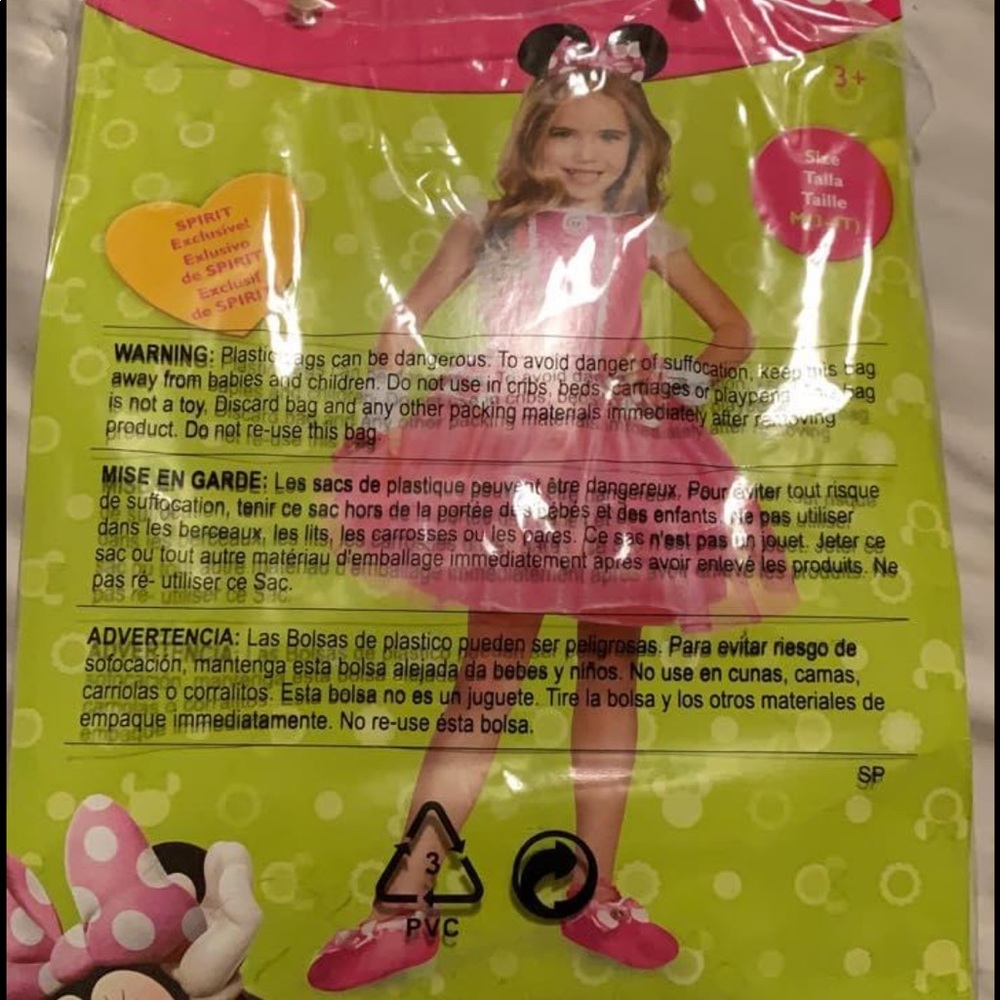 3+
Size
Talla
Taille
SPIRIT
Exclusive!
Exlusivo
de SPIRIT
Exclusif
de SPIRIT
WARNING: Plastic bags can be dangerous. To avoid danger of suffocation, keep this bag
away from babies and children. Do not use in cribs, beds, carriages or playpens. This bag
is not a toy. Discard bag and any other packing materials immediately after removing
product. Do not re-use this bag.
MISE EN GARDE: Les sacs de plastique peuvent être dangereux. Pour éviter tout risque
de suffocation, tenir ce sac hors de la portée des bébés et des enfants. Ne pas utiliser
dans les berceaux, les lits, les carrosses ou les pares. Ce sac n'est pas un jouet. Jeter ce
sac ou tout autre matériau d'emballage immediatement aprés avoir enlevé les produits. Ne
pas ré- utiliser ce Sac.
ADVERTENCIA: Las Bolsas de plastico pueden ser peligrosas. Para evitar riesgo de
sofocación, mantenga esta bolsa alejada da bebes y niños. No use en cunas, camas,
carriolas o corralitos. Esta bolsa no es un juguete. Tire la bolsa y los otros materiales de
empaque immediatamente. No re-use ésta bolsa.
SP
3
PVC